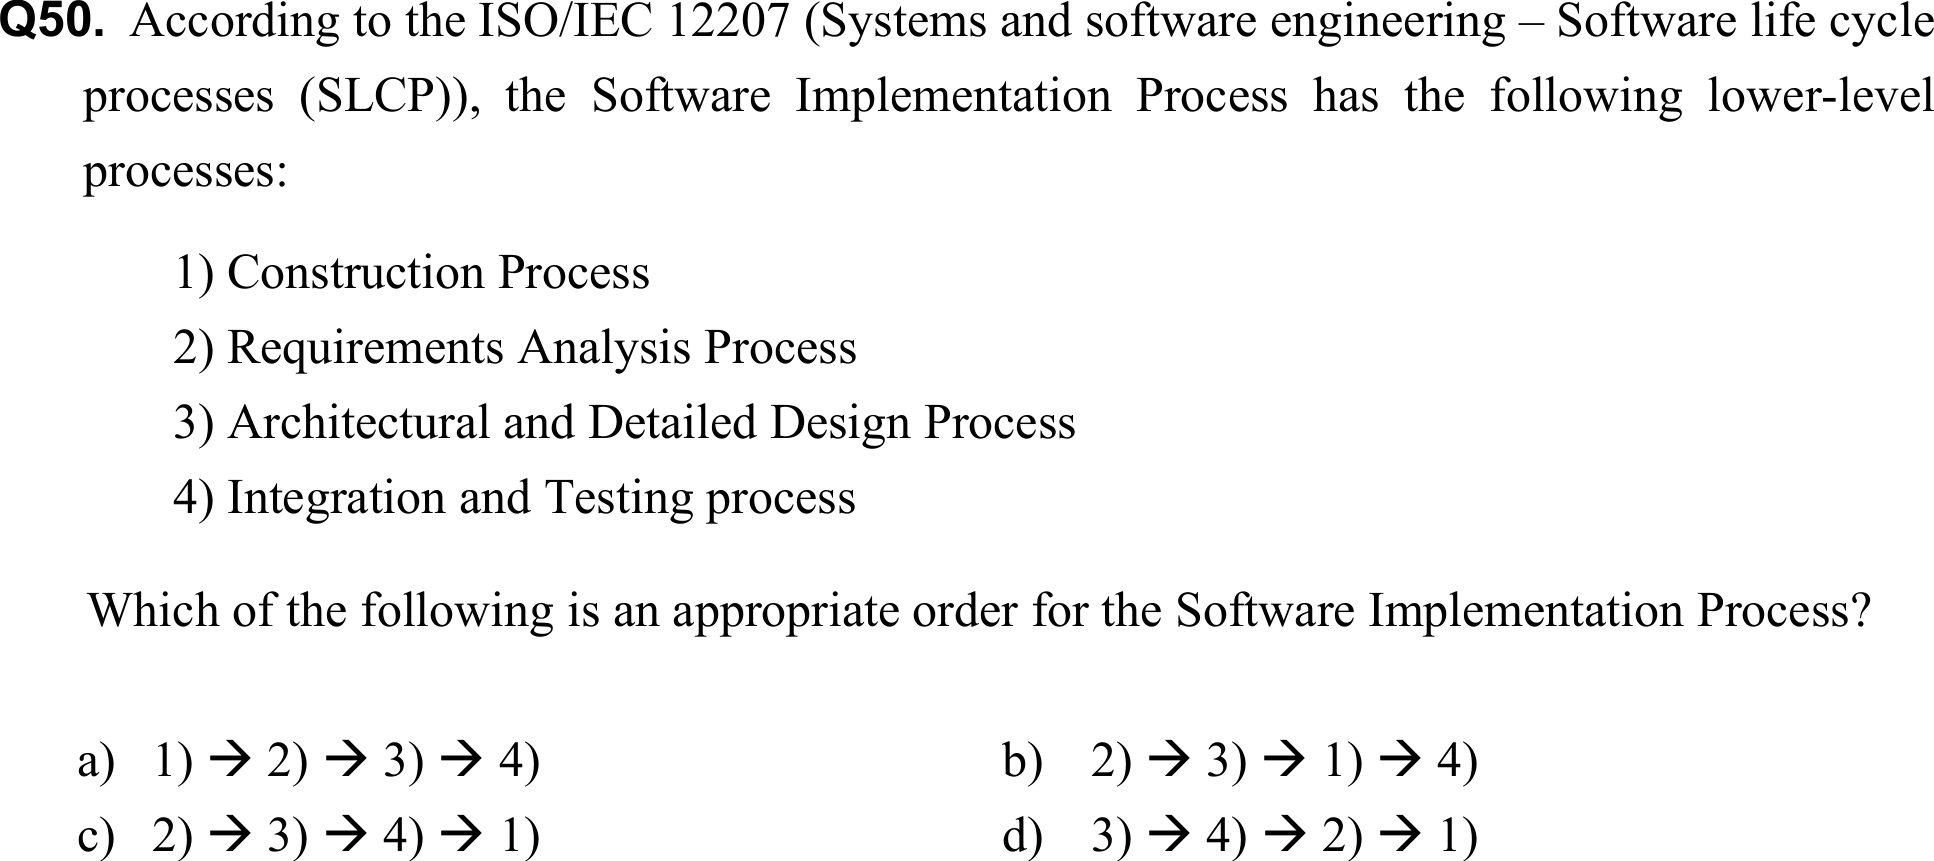 Q50. According to the ISO/IEC 12207 (Systems and software engineering – Software life cycle
processes (SLCP)), the Software Implementation Process has the following lower-level
processes:
1) Construction Process
2) Requirements Analysis Process
3) Architectural and Detailed Design Process
4) Integration and Testing process
Which of the following is an appropriate order for the Software Implementation Process?
a) 1) → 2) → 3) → 4) b) 2) → 3) → 1) → 4)
c) 2) → 3) → 4) → 1) d) 3) → 4) → 2) → 1)